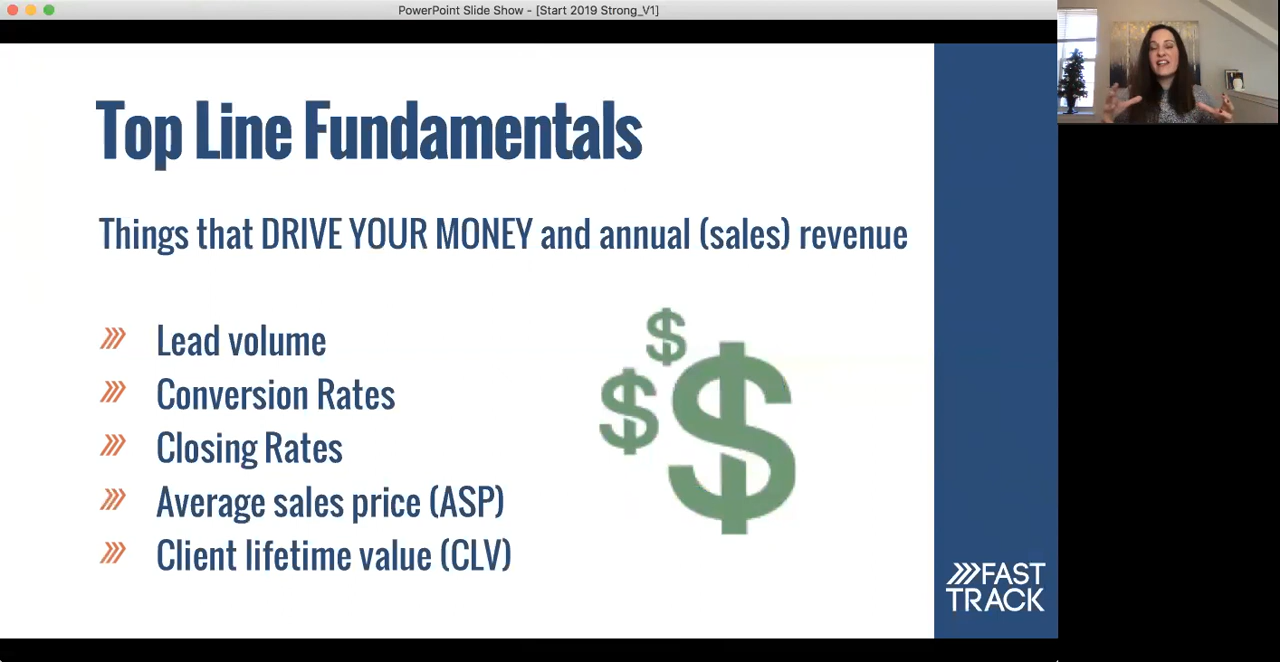 PowerPoint Slide Show - [Start 2019 Strong_V1]
Top Line Fundamentals
Things that DRIVE YOUR MONEY and annual (sales) revenue
Lead volume
Conversion Rates
Closing Rates
Average sales price (ASP)
Client lifetime value (CLV)
FAST
TRACK